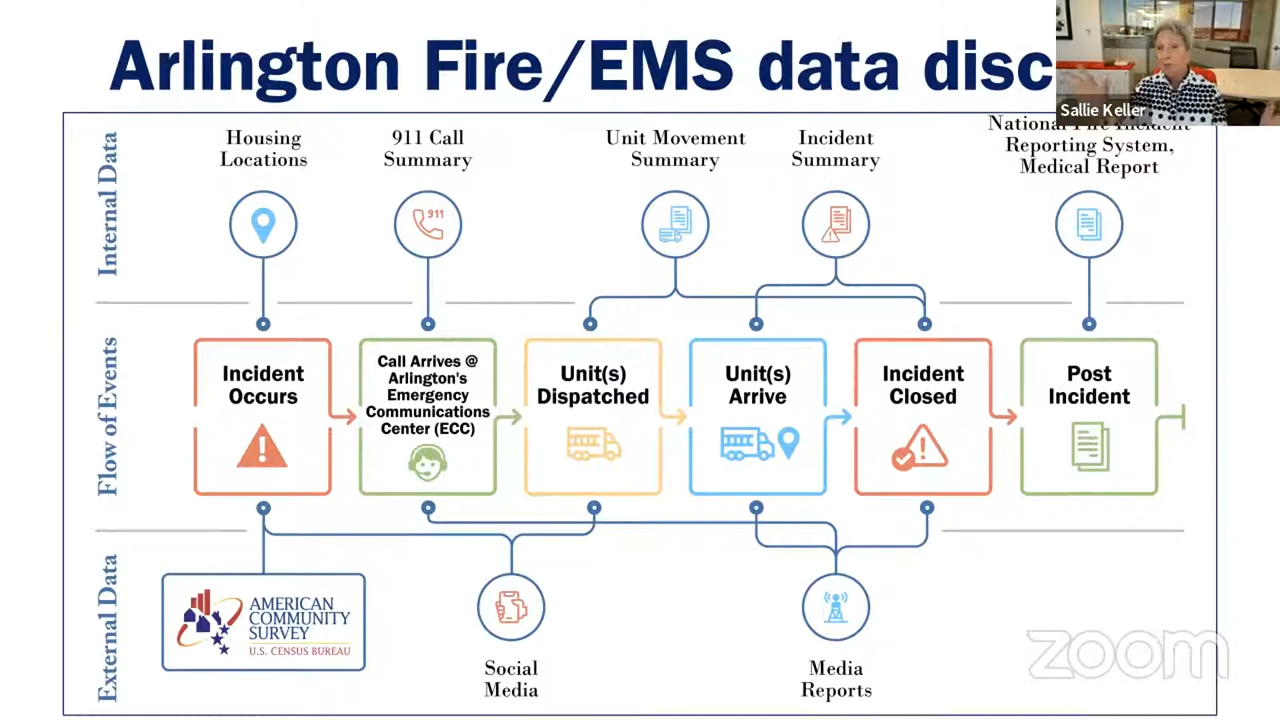 Arlington Fire/EMS data disc
Sallie Keller
Internal Data
Housing
Locations
911 Call
Summary
Unit Movement
Summary
Incident
Summary
National Fire Incident
Reporting System,
Medical Report
911
Flow of Events
Incident
Occurs
Call Arrives @
Arlington's
Emergency
Communications
Center (ECC)
Unit(s)
Dispatched
Unit(s)
Arrive
Incident
Closed
Post
Incident
External Data
AMERICAN
COMMUNITY
SURVEY
U.S. CENSUS BUREAU
Social
Media
Media
Reports
zoom